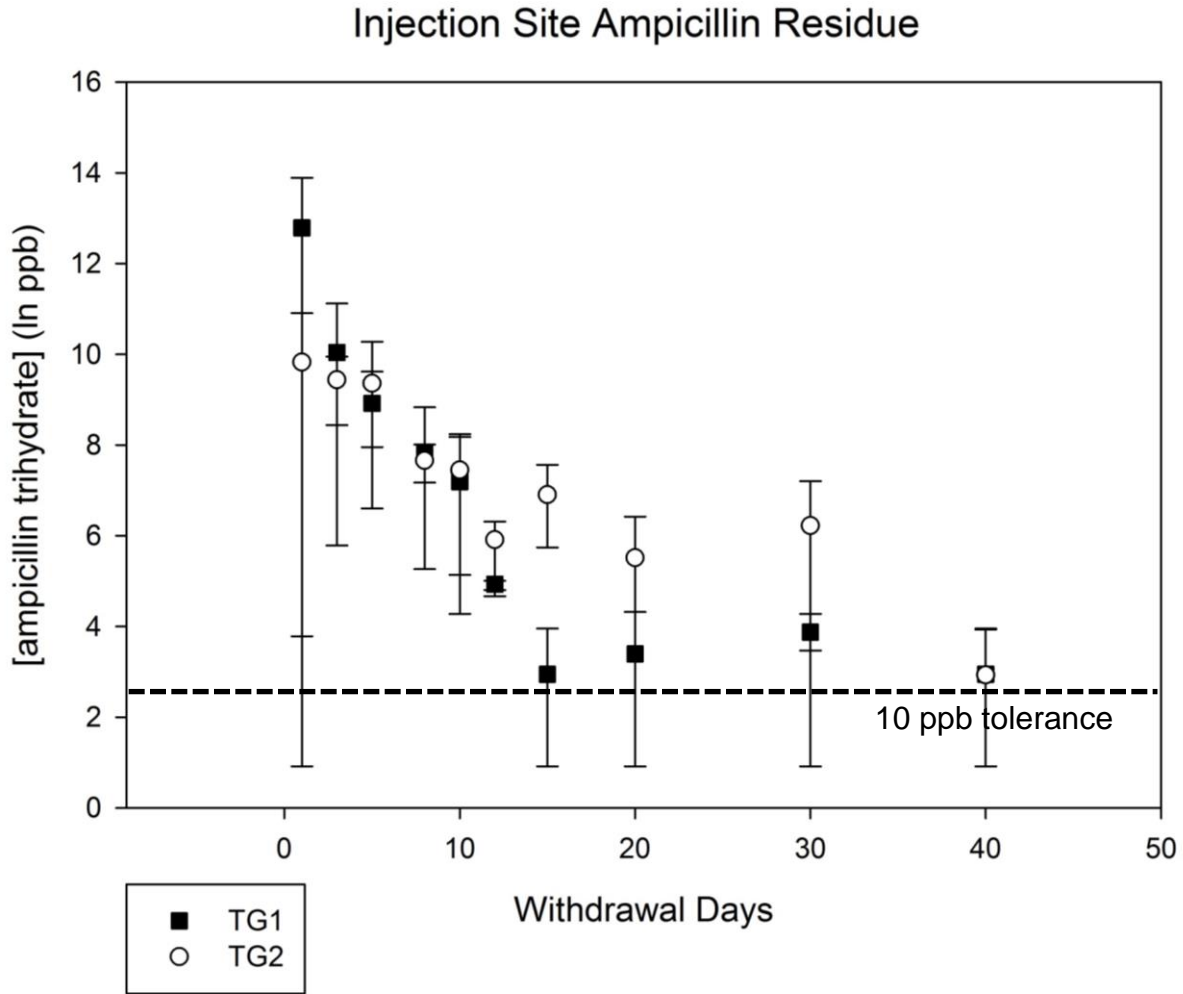 Injection Site Ampicillin Residue
[ampicillin trihydrate] (ln ppb)
16
14
12
10
8
6
4
2
0
10 ppb tolerance
0 10 20 30 40 50
Withdrawal Days
TG1
TG2